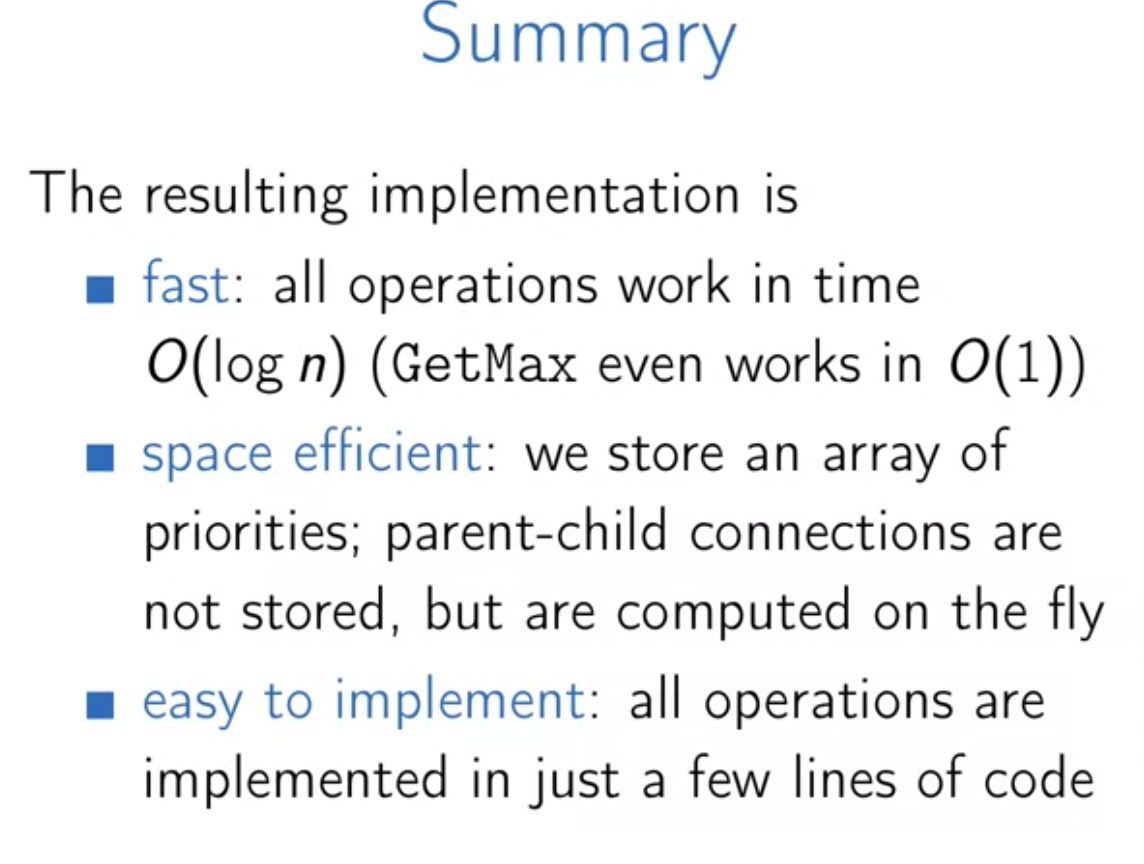 Summary
The resulting implementation is
■ fast: all operations work in time
O(log n) (GetMax even works in O(1))
■ space efficient: we store an array of
priorities; parent-child connections are
not stored, but are computed on the fly
■ easy to implement: all operations are
implemented in just a few lines of code